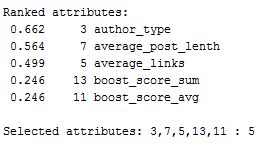 Ranked attributes:
0.662 3 author_type
0.564 7 average_post_lenth
0.499 5 average_links
0.246 13 boost_score_sum
0.246 11 boost_score_avg
Selected attributes: 3,7,5,13,11 : 5